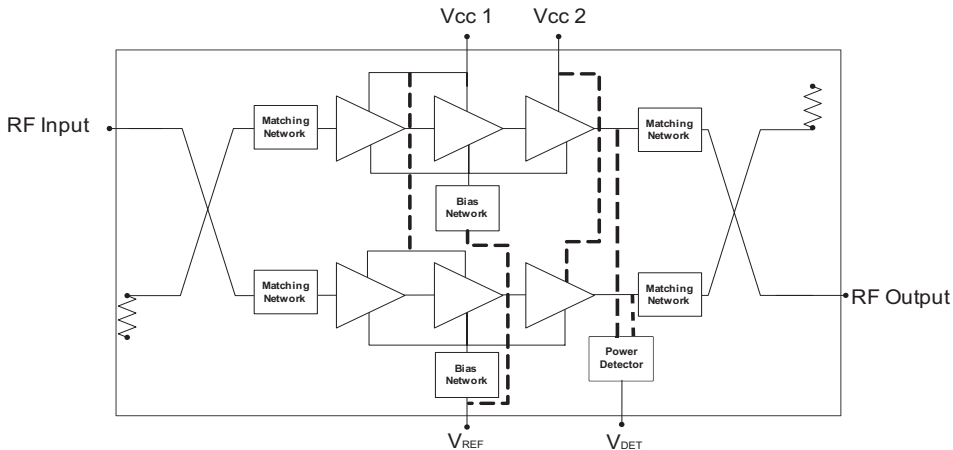 Vcc 1
Vcc 2
RF Input
Matching
Network
Matching
Network
Bias
Network
Matching
Network
Matching
Network
RF Output
Bias
Network
Power
Detector
VREF
VDET